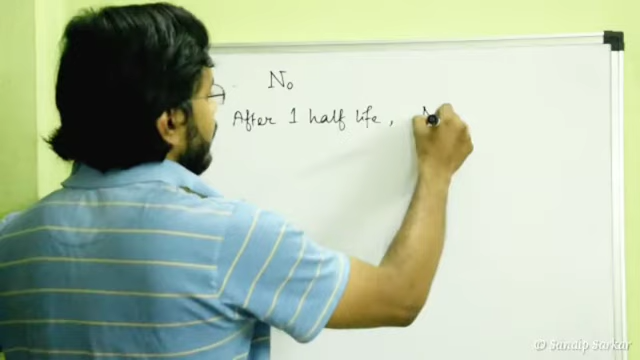 N₀
After 1 half life,
© Sandip Sarkar